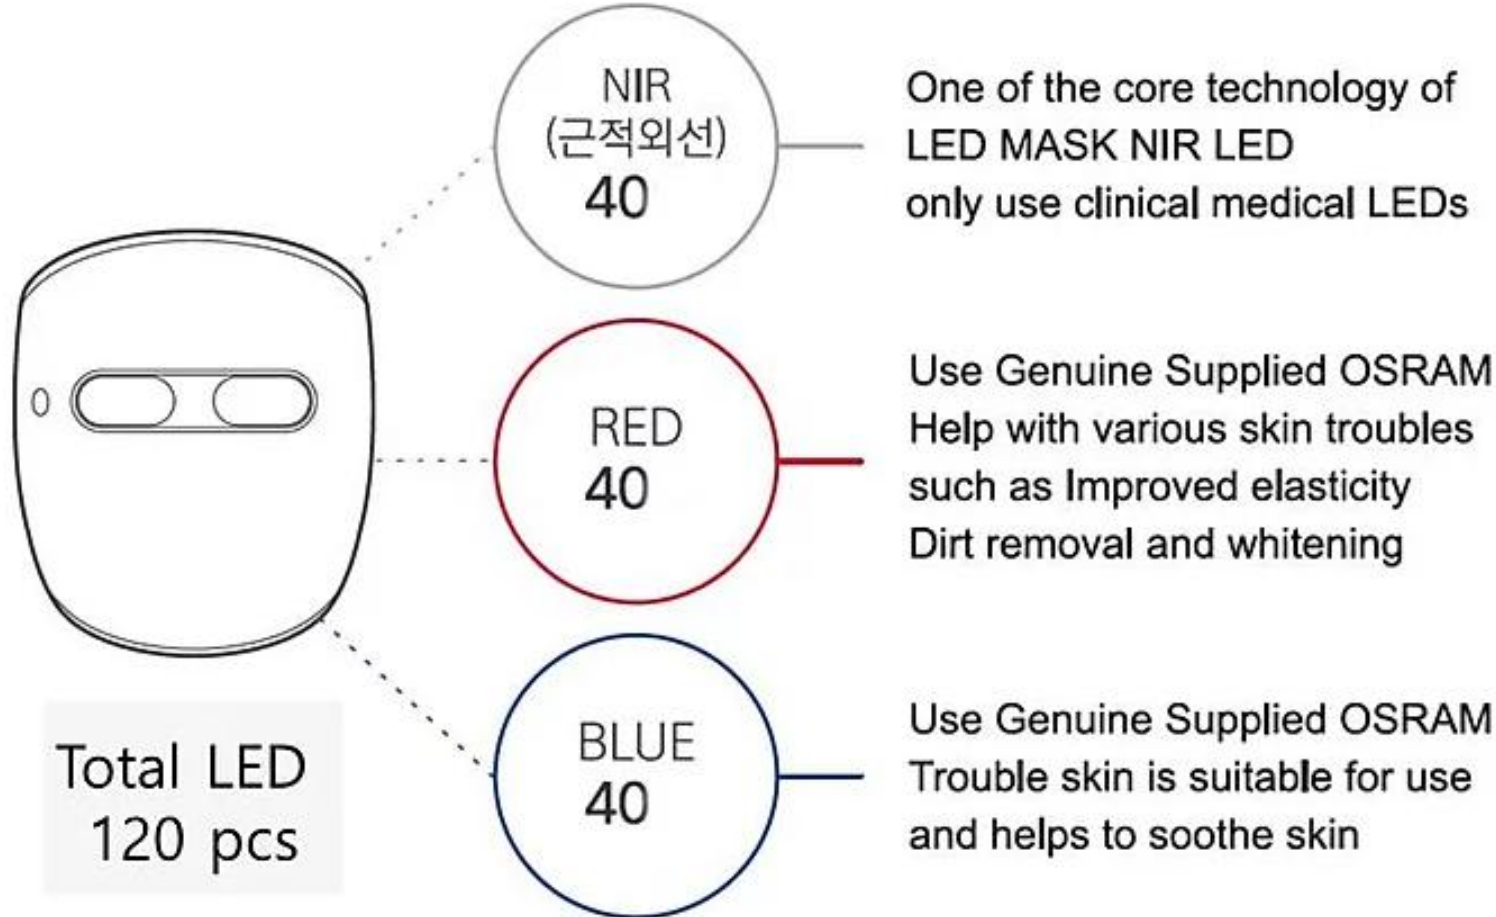 NIR
(근적외선)
40
One of the core technology of
LED MASK NIR LED
only use clinical medical LEDs
RED
40
Use Genuine Supplied OSRAM
Help with various skin troubles
such as Improved elasticity
Dirt removal and whitening
BLUE
40
Use Genuine Supplied OSRAM
Trouble skin is suitable for use
and helps to soothe skin
Total LED
120 pcs